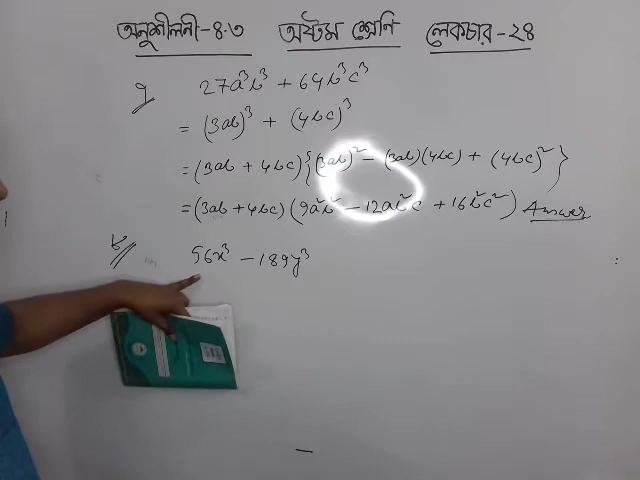 অনুশীলনী-৪.৩ অষ্টম শ্রেণি লেকচার-২৪
৭ 27a³b³ + 64b³c³
= (3ab)³ + (4bc)³
= (3ab + 4bc) {(3ab)² - (3ab)(4bc) + (4bc)²}
= (3ab + 4bc) (9a²b² - 12ab²c + 16b²c²) Answer
৮ 56x³ - 189y³